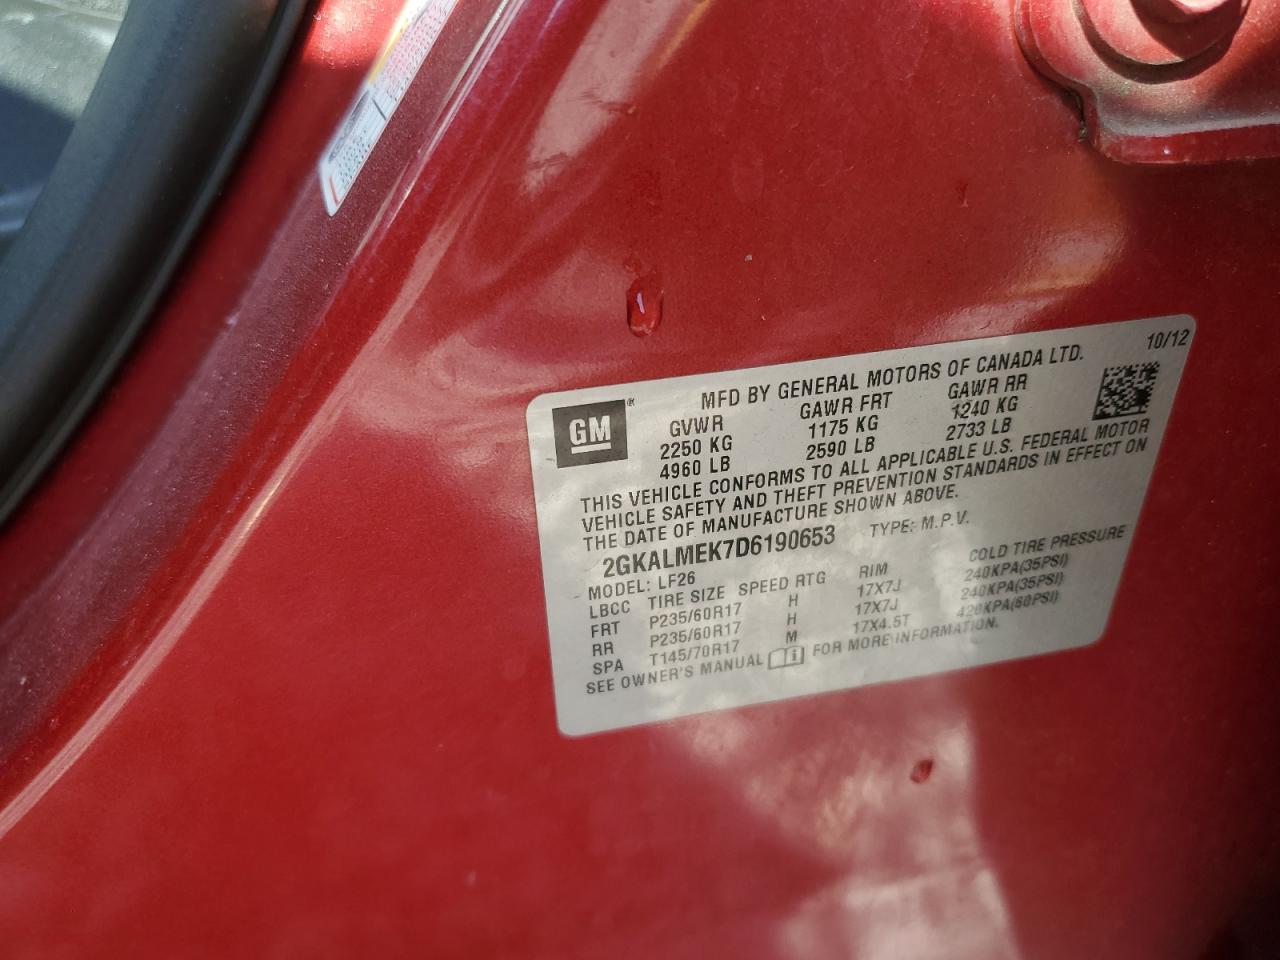 MFD BY GENERAL MOTORS OF CANADA LTD. 10/12
GM®
GVWR GAWR FRT GAWR RR
2250 KG 1175 KG 1240 KG
4960 LB 2590 LB 2733 LB
THIS VEHICLE CONFORMS TO ALL APPLICABLE U.S. FEDERAL MOTOR
VEHICLE SAFETY AND THEFT PREVENTION STANDARDS IN EFFECT ON
THE DATE OF MANUFACTURE SHOWN ABOVE.
2GKALMEK7D6190653 TYPE: M.P.V.
MODEL: LF26
LBCC TIRE SIZE SPEED RTG RIM COLD TIRE PRESSURE
FRT P235/60R17 H 17X7J 240KPA(35PSI)
RR P235/60R17 H 17X7J 240KPA(35PSI)
SPA T145/70R17 M 17X4.5T 420KPA(60PSI)
SEE OWNER'S MANUAL FOR MORE INFORMATION.